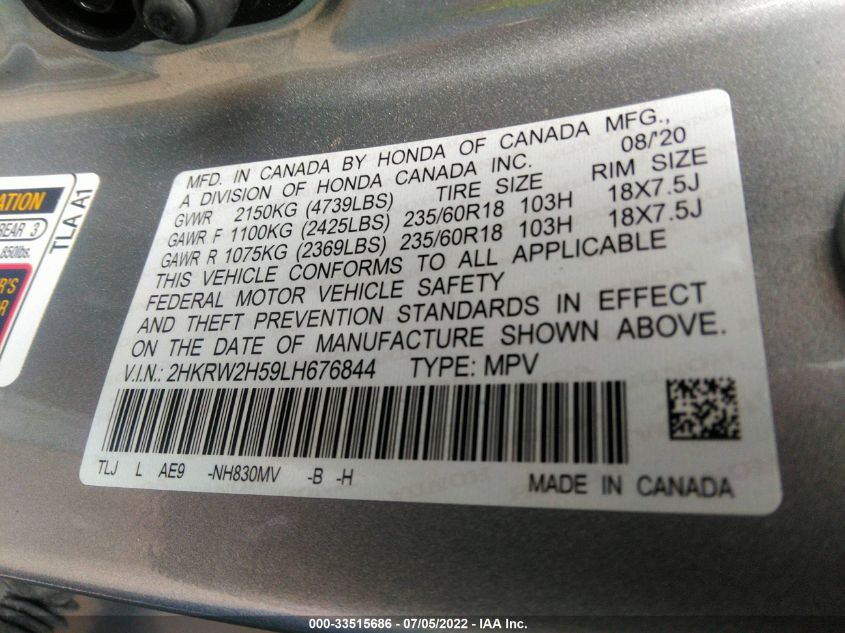 MFD. IN CANADA BY HONDA OF CANADA MFG.,
A DIVISION OF HONDA CANADA INC. 08/'20
GVWR 2150KG (4739LBS) TIRE SIZE RIM SIZE
GAWR F 1100KG (2425LBS) 235/60R18 103H 18X7.5J
GAWR R 1075KG (2369LBS) 235/60R18 103H 18X7.5J
THIS VEHICLE CONFORMS TO ALL APPLICABLE
FEDERAL MOTOR VEHICLE SAFETY
AND THEFT PREVENTION STANDARDS IN EFFECT
ON THE DATE OF MANUFACTURE SHOWN ABOVE.
V.I.N.: 2HKRW2H59LH676844 TYPE: MPV
TLJ L AE9 -NH830MV -B -H MADE IN CANADA
REAR 3
850lbs.
TLA A1
000-33515686 - 07/05/2022 - IAA Inc.